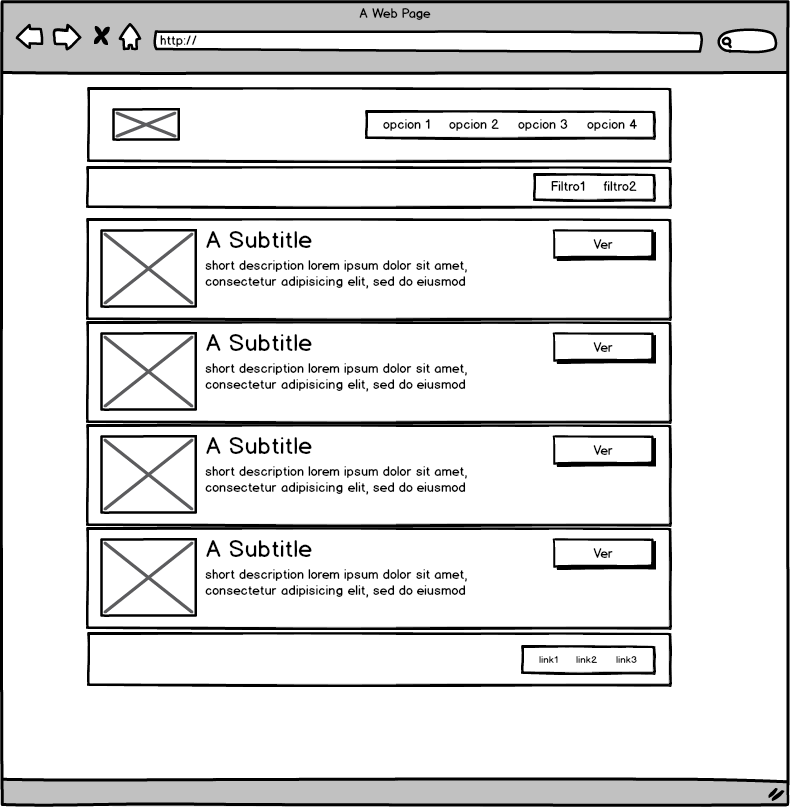 A Web Page
http://
opcion 1 opcion 2 opcion 3 opcion 4
Filtro1 filtro2
A Subtitle
Ver
short description lorem ipsum dolor sit amet,
consectetur adipisicing elit, sed do eiusmod
A Subtitle
Ver
short description lorem ipsum dolor sit amet,
consectetur adipisicing elit, sed do eiusmod
A Subtitle
Ver
short description lorem ipsum dolor sit amet,
consectetur adipisicing elit, sed do eiusmod
A Subtitle
Ver
short description lorem ipsum dolor sit amet,
consectetur adipisicing elit, sed do eiusmod
link1 link2 link3